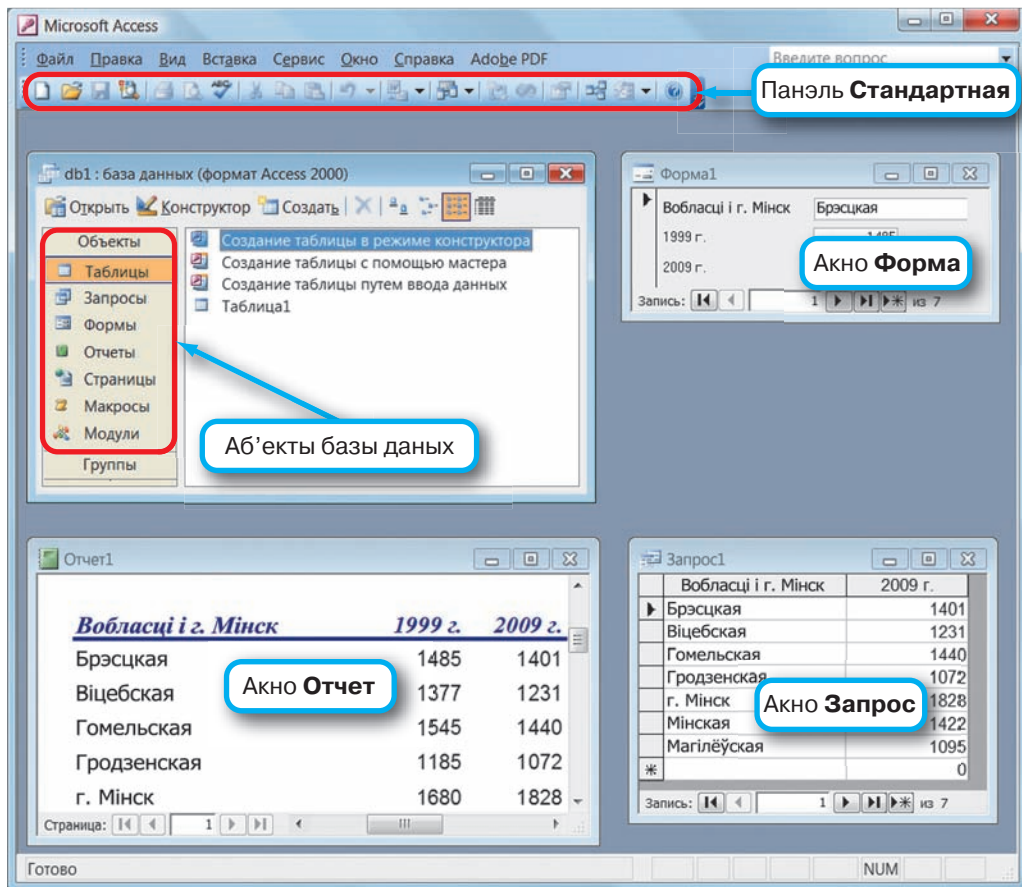 Microsoft Access
Файл Правка Вид Вставка Сервис Окно Справка Adobe PDF
Введите вопрос
Панэль Стандартная
db1 : база данных (формат Access 2000)
Открыть Конструктор Создать
Объекты
Таблицы
Запросы
Формы
Отчеты
Страницы
Макросы
Модули
Группы
Создание таблицы в режиме конструктора
Создание таблицы с помощью мастера
Создание таблицы путем ввода данных
Таблица1
Аб’екты базы даных
Форма1
Вобласці і г. Мінск Брэсцкая
1999 г. 1485
2009 г.
Акно Форма
Запись: 1 из 7
Отчет1
Вобласці і г. Мінск 1999 г. 2009 г.
Брэсцкая 1485 1401
Віцебская 1377 1231
Гомельская 1545 1440
Гродзенская 1185 1072
г. Мінск 1680 1828
Акно Отчет
Страница: 1
Запрос1
Вобласці і г. Мінск 2009 г.
Брэсцкая 1401
Віцебская 1231
Гомельская 1440
Гродзенская 1072
г. Мінск 1828
Мінская 1422
Магілёўская 1095
0
Акно Запрос
Запись: 1 из 7
Готово
NUM